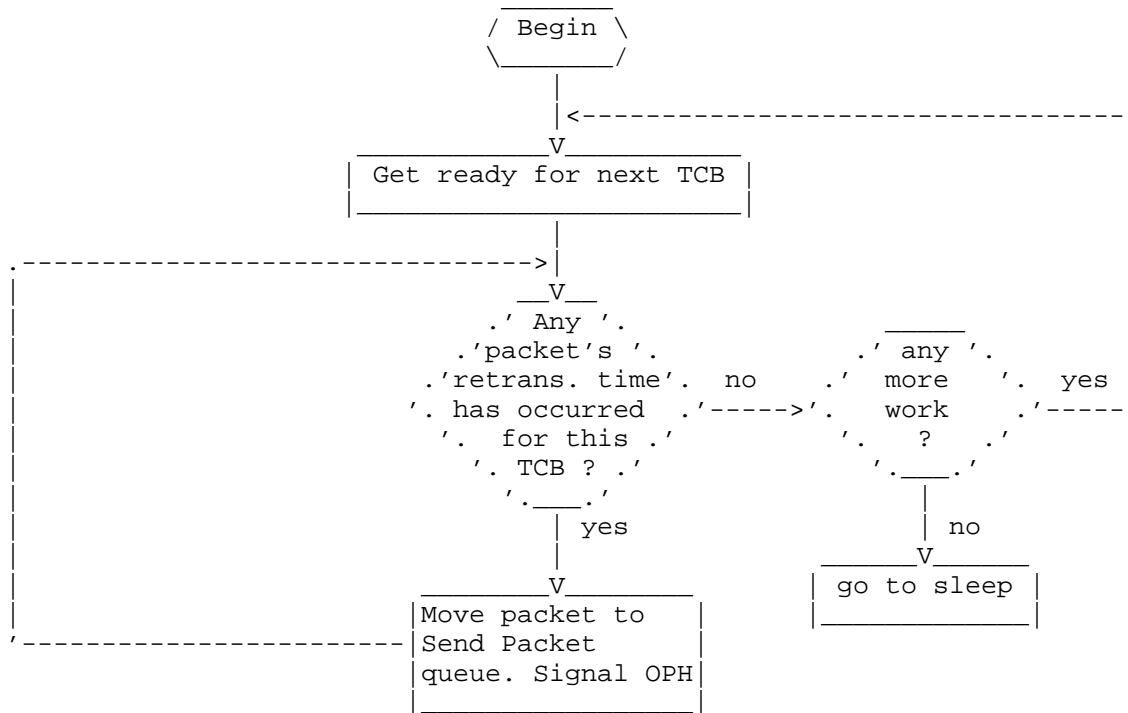 Begin
Get ready for next TCB
Any
packet's
retrans. time
has occurred
for this
TCB ?
no
any
more
work
?
yes
yes
no
go to sleep
Move packet to
Send Packet
queue. Signal OPH